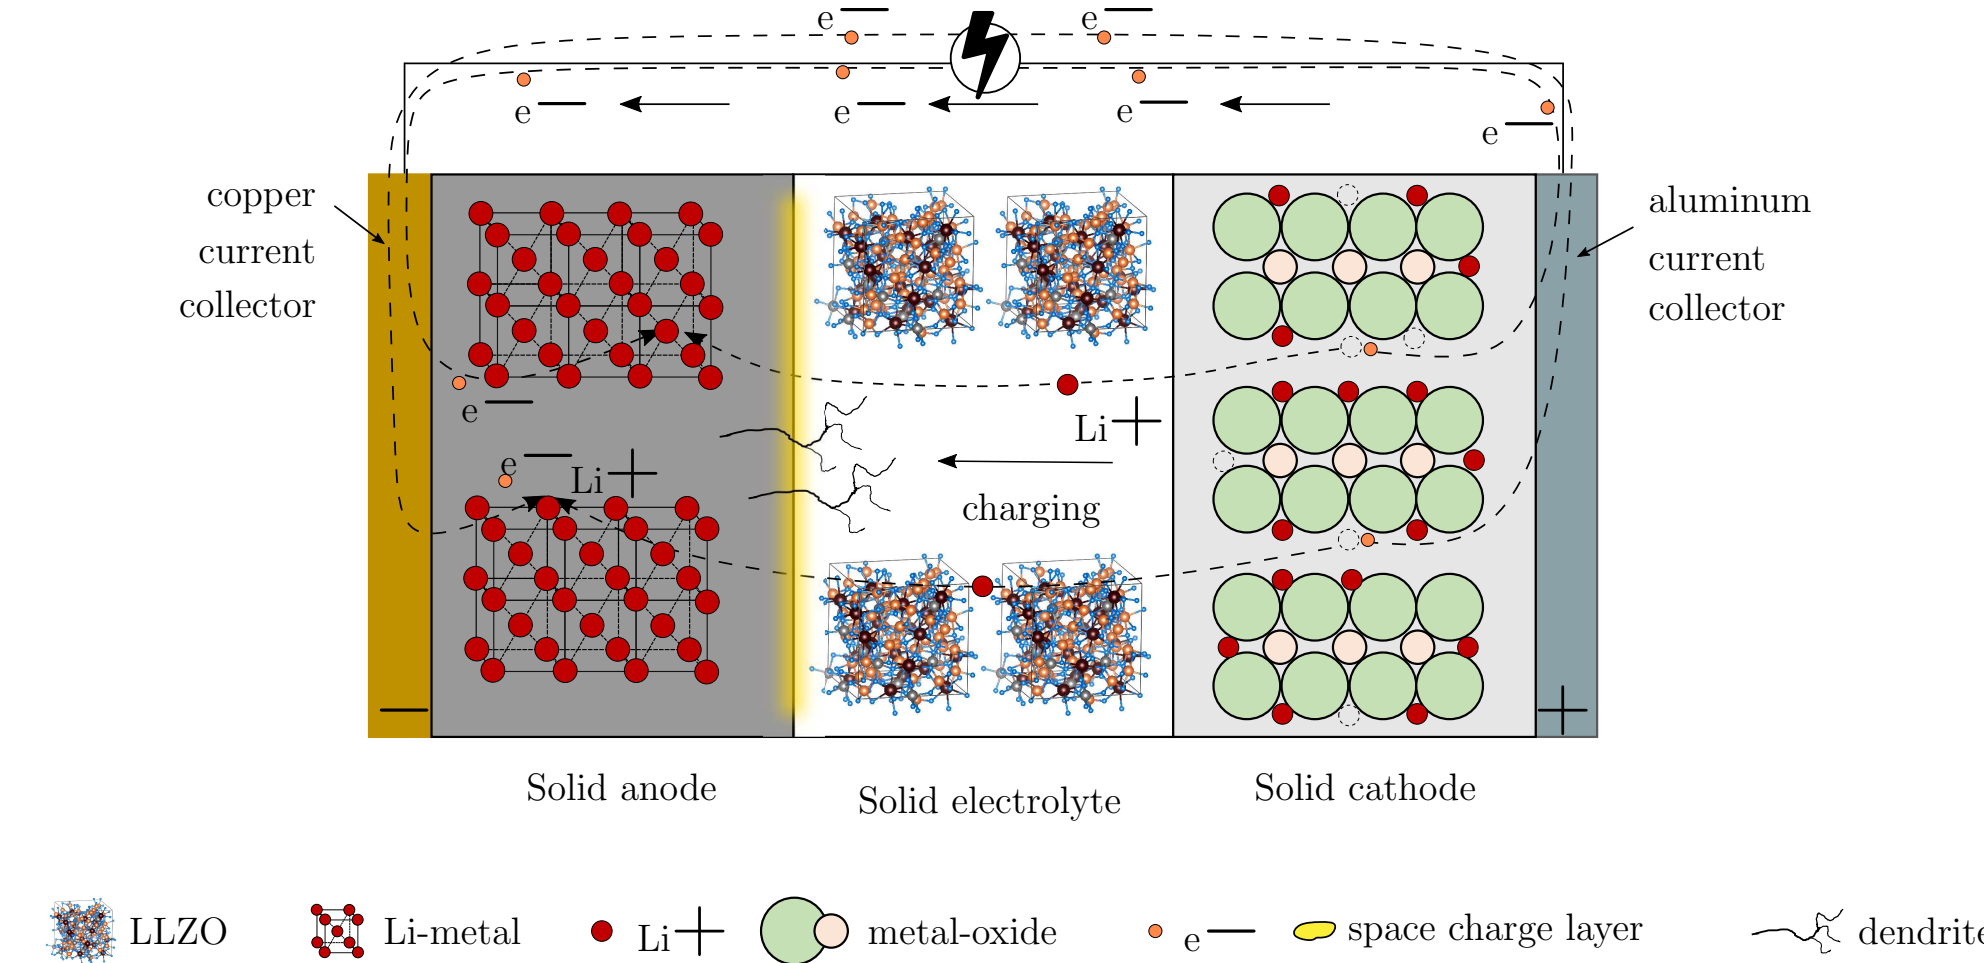 e—
e—
e—
e—
e—
e—
copper
current
collector
aluminum
current
collector
e—
e—
Li+
Li+
charging
—
+
Solid anode
Solid electrolyte
Solid cathode
LLZO
Li-metal
Li+
metal-oxide
e—
space charge layer
dendrite